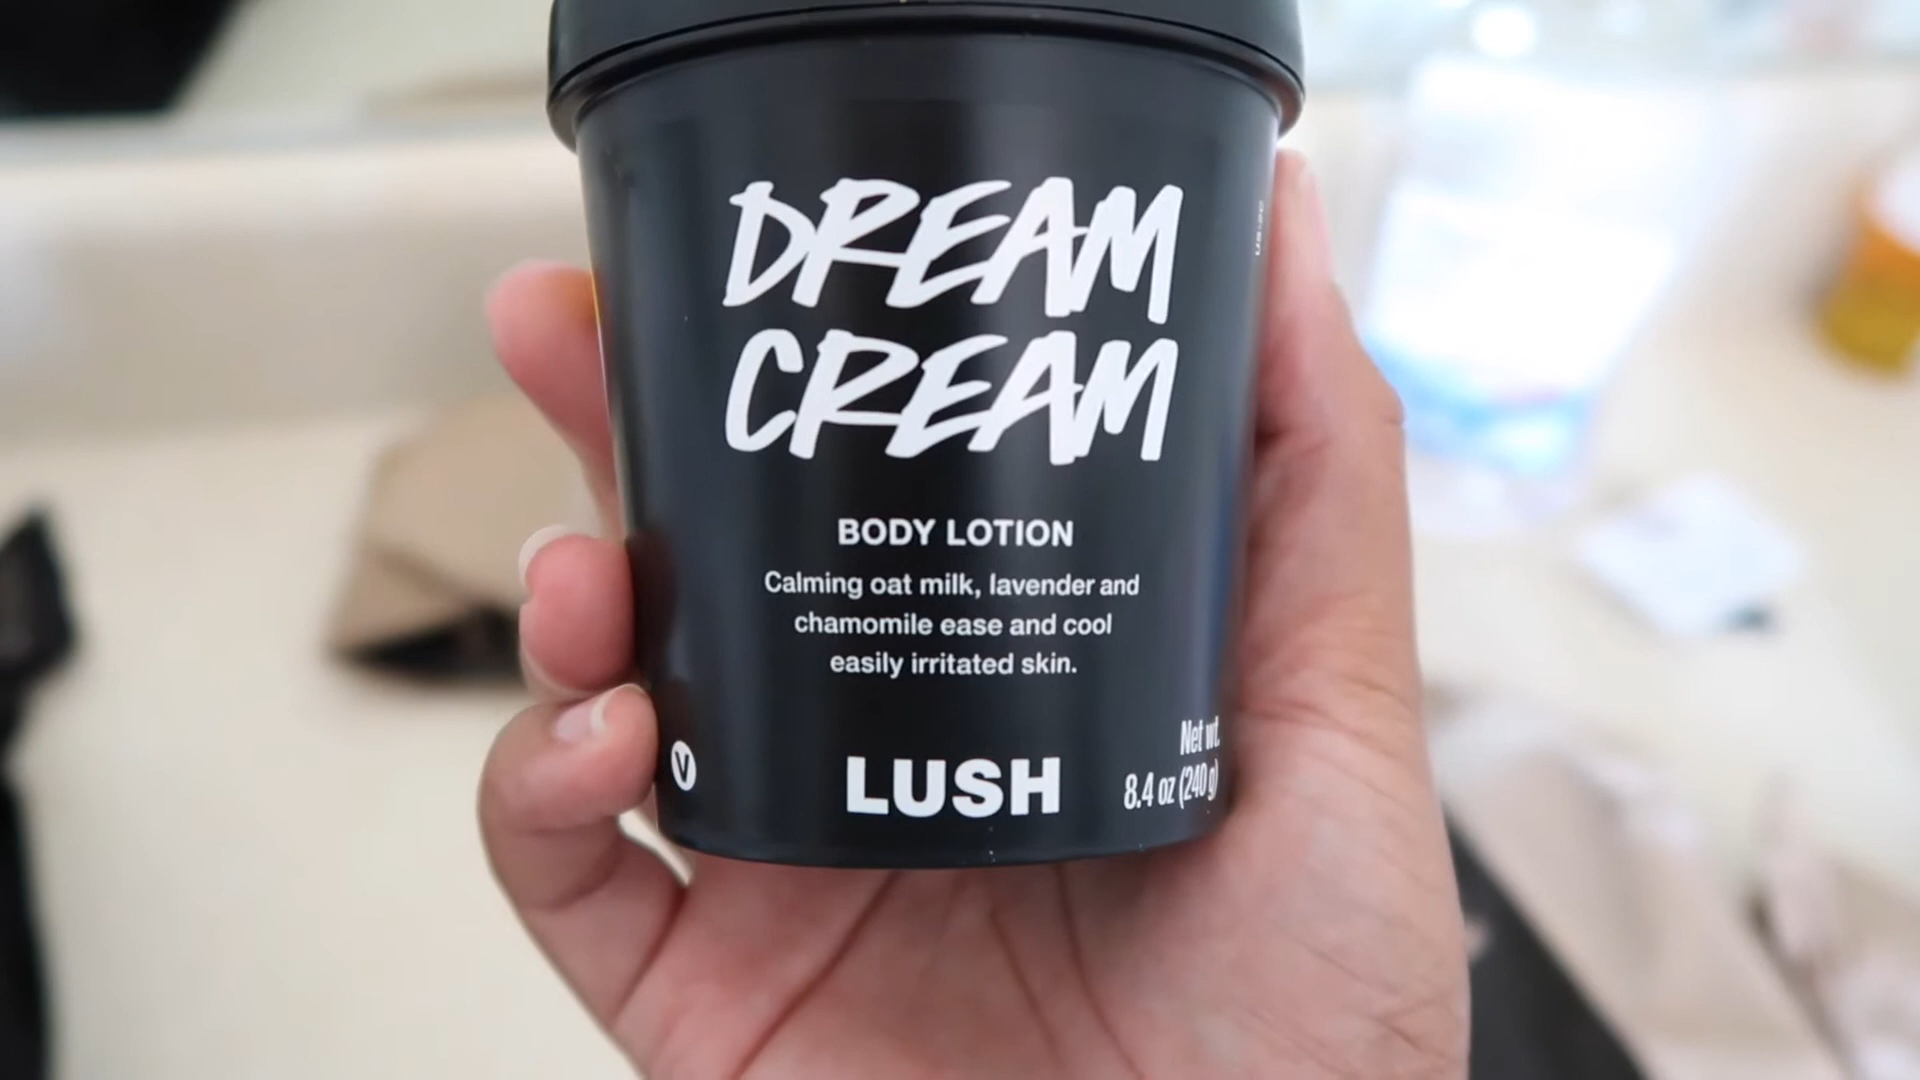 DREAM
CREAM
BODY LOTION
Calming oat milk, lavender and
chamomile ease and cool
easily irritated skin.
V
LUSH
Net wt.
8.4 oz (240 g)